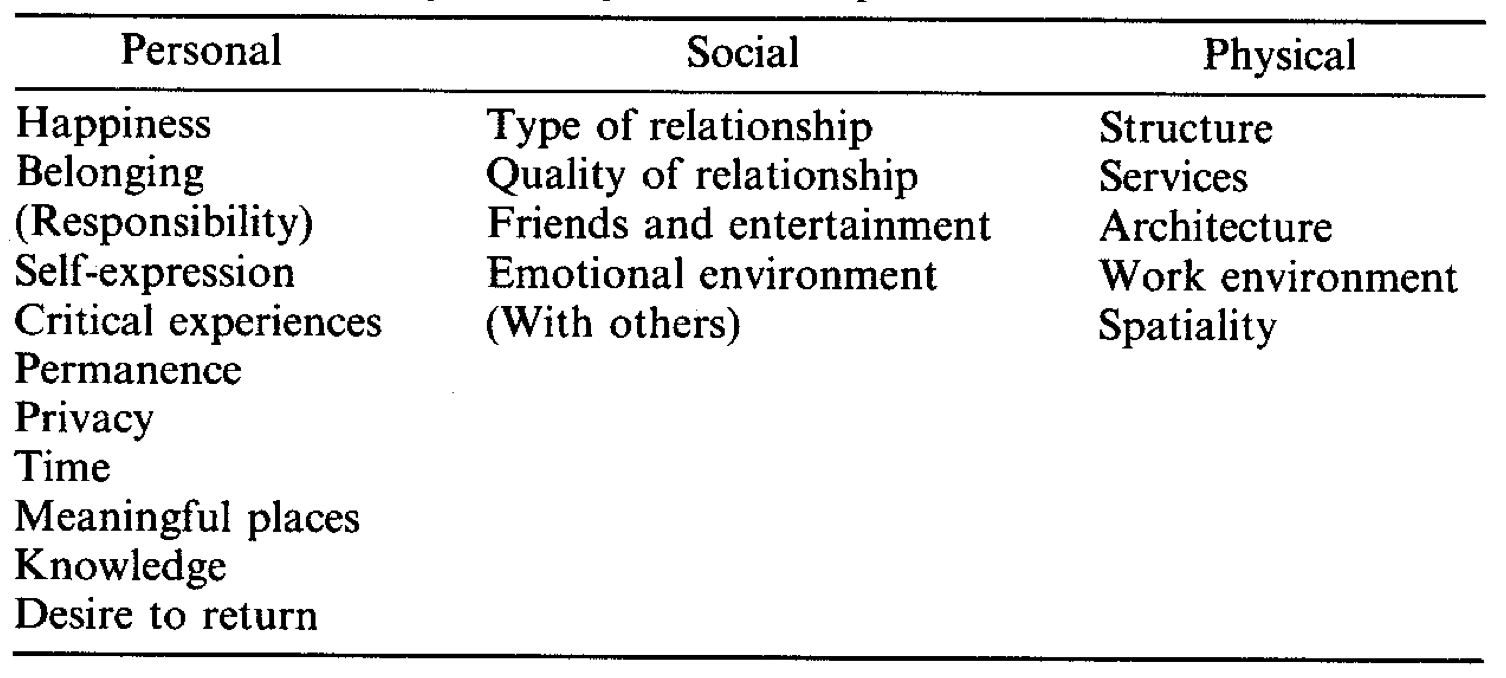 Personal Social Physical
Happiness Type of relationship Structure
Belonging Quality of relationship Services
(Responsibility) Friends and entertainment Architecture
Self-expression Emotional environment Work environment
Critical experiences (With others) Spatiality
Permanence
Privacy
Time
Meaningful places
Knowledge
Desire to return